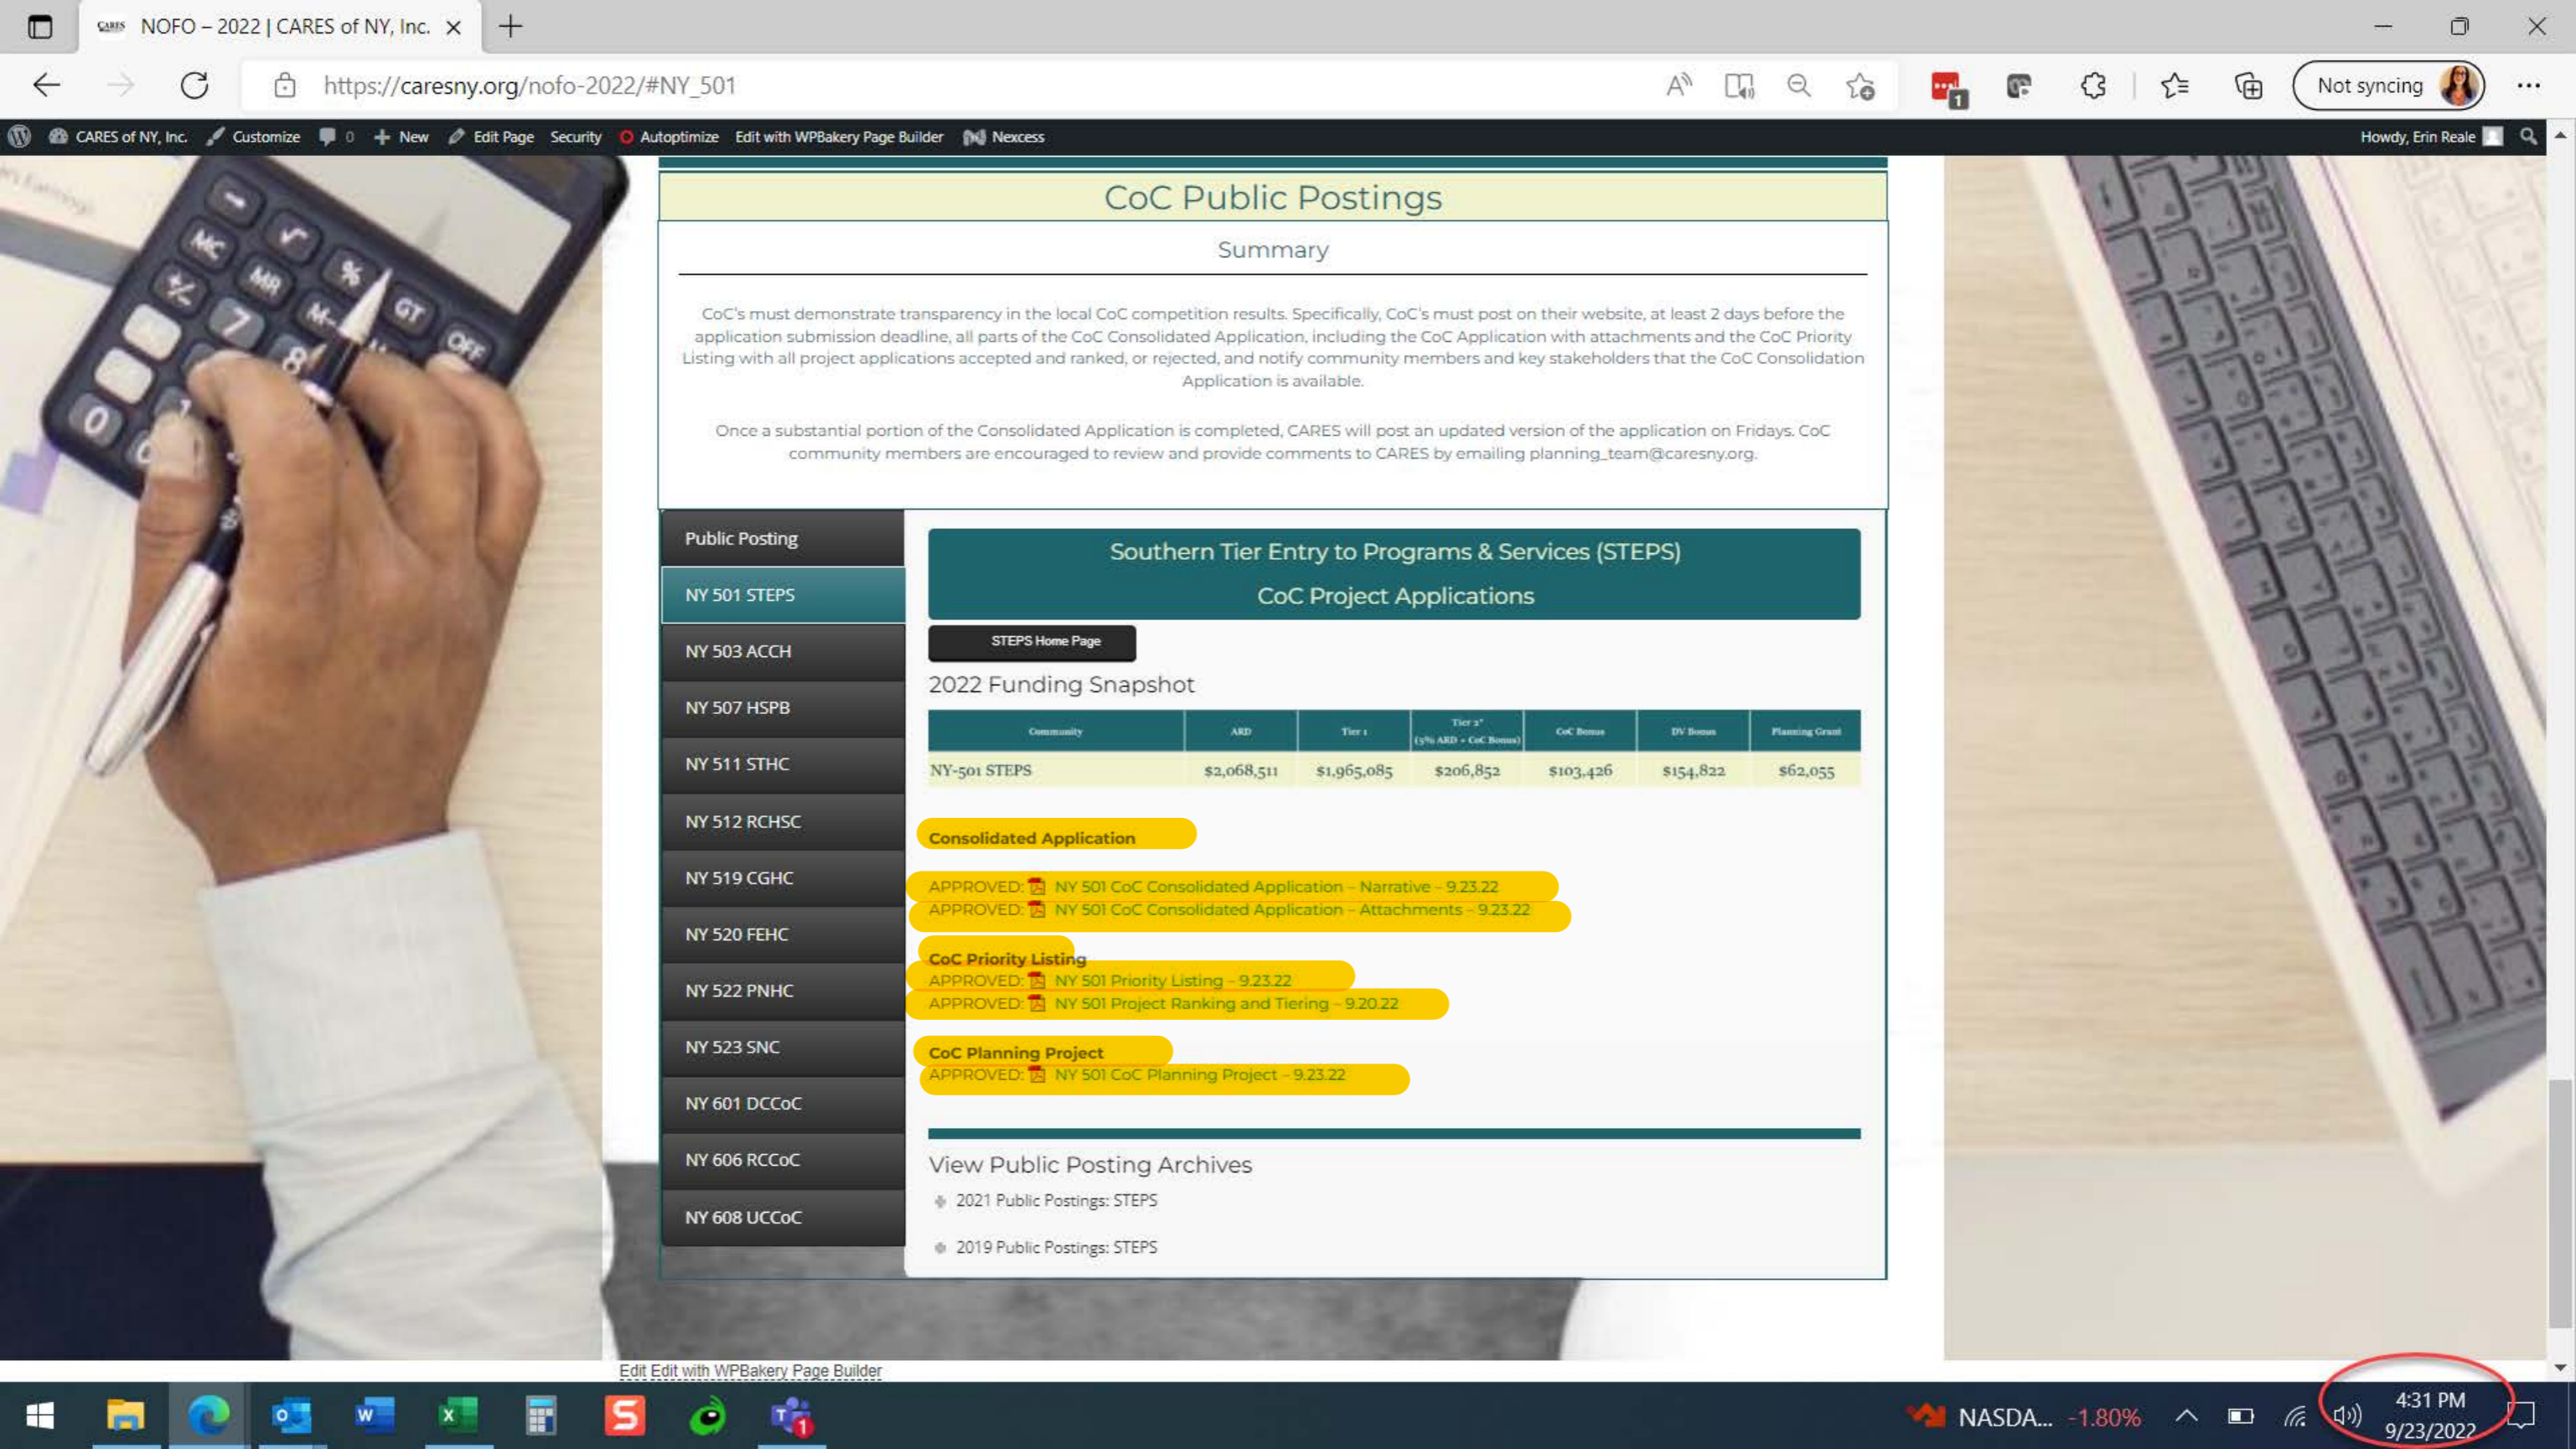 NOFO – 2022 | CARES of NY, Inc.
https://caresny.org/nofo-2022/#NY_501
1
Not syncing
CARES of NY, Inc. Customize 0 New Edit Page Security Autoptimize Edit with WPBakery Page Builder Nexcess
Howdy, Erin Reale
CoC Public Postings
Summary
CoC's must demonstrate transparency in the local CoC competition results. Specifically, CoC's must post on their website, at least 2 days before the
application submission deadline, all parts of the CoC Consolidated Application, including the CoC Application with attachments and the CoC Priority
Listing with all project applications accepted and ranked, or rejected, and notify community members and key stakeholders that the CoC Consolidation
Application is available.
Once a substantial portion of the Consolidated Application is completed, CARES will post an updated version of the application on Fridays. CoC
community members are encouraged to review and provide comments to CARES by emailing planning_team@caresny.org.
Public Posting
NY 501 STEPS
NY 503 ACCH
NY 507 HSPB
NY 511 STHC
NY 512 RCHSC
NY 519 CGHC
NY 520 FEHC
NY 522 PNHC
NY 523 SNC
NY 601 DCCoC
NY 606 RCCoC
NY 608 UCCoC
Southern Tier Entry to Programs & Services (STEPS)
CoC Project Applications
STEPS Home Page
2022 Funding Snapshot
Community ARD Tier 1 Tier 2* (5% ARD + CoC Bonus) CoC Bonus DV Bonus Planning Grant
NY-501 STEPS $2,068,511 $1,965,085 $206,852 $103,426 $154,822 $62,055
Consolidated Application
APPROVED: NY 501 CoC Consolidated Application – Narrative – 9.23.22
APPROVED: NY 501 CoC Consolidated Application – Attachments – 9.23.22
CoC Priority Listing
APPROVED: NY 501 Priority Listing – 9.23.22
APPROVED: NY 501 Project Ranking and Tiering – 9.20.22
CoC Planning Project
APPROVED: NY 501 CoC Planning Project – 9.23.22
View Public Posting Archives
2021 Public Postings: STEPS
2019 Public Postings: STEPS
Edit Edit with WPBakery Page Builder
NASDA... -1.80%
4:31 PM
9/23/2022